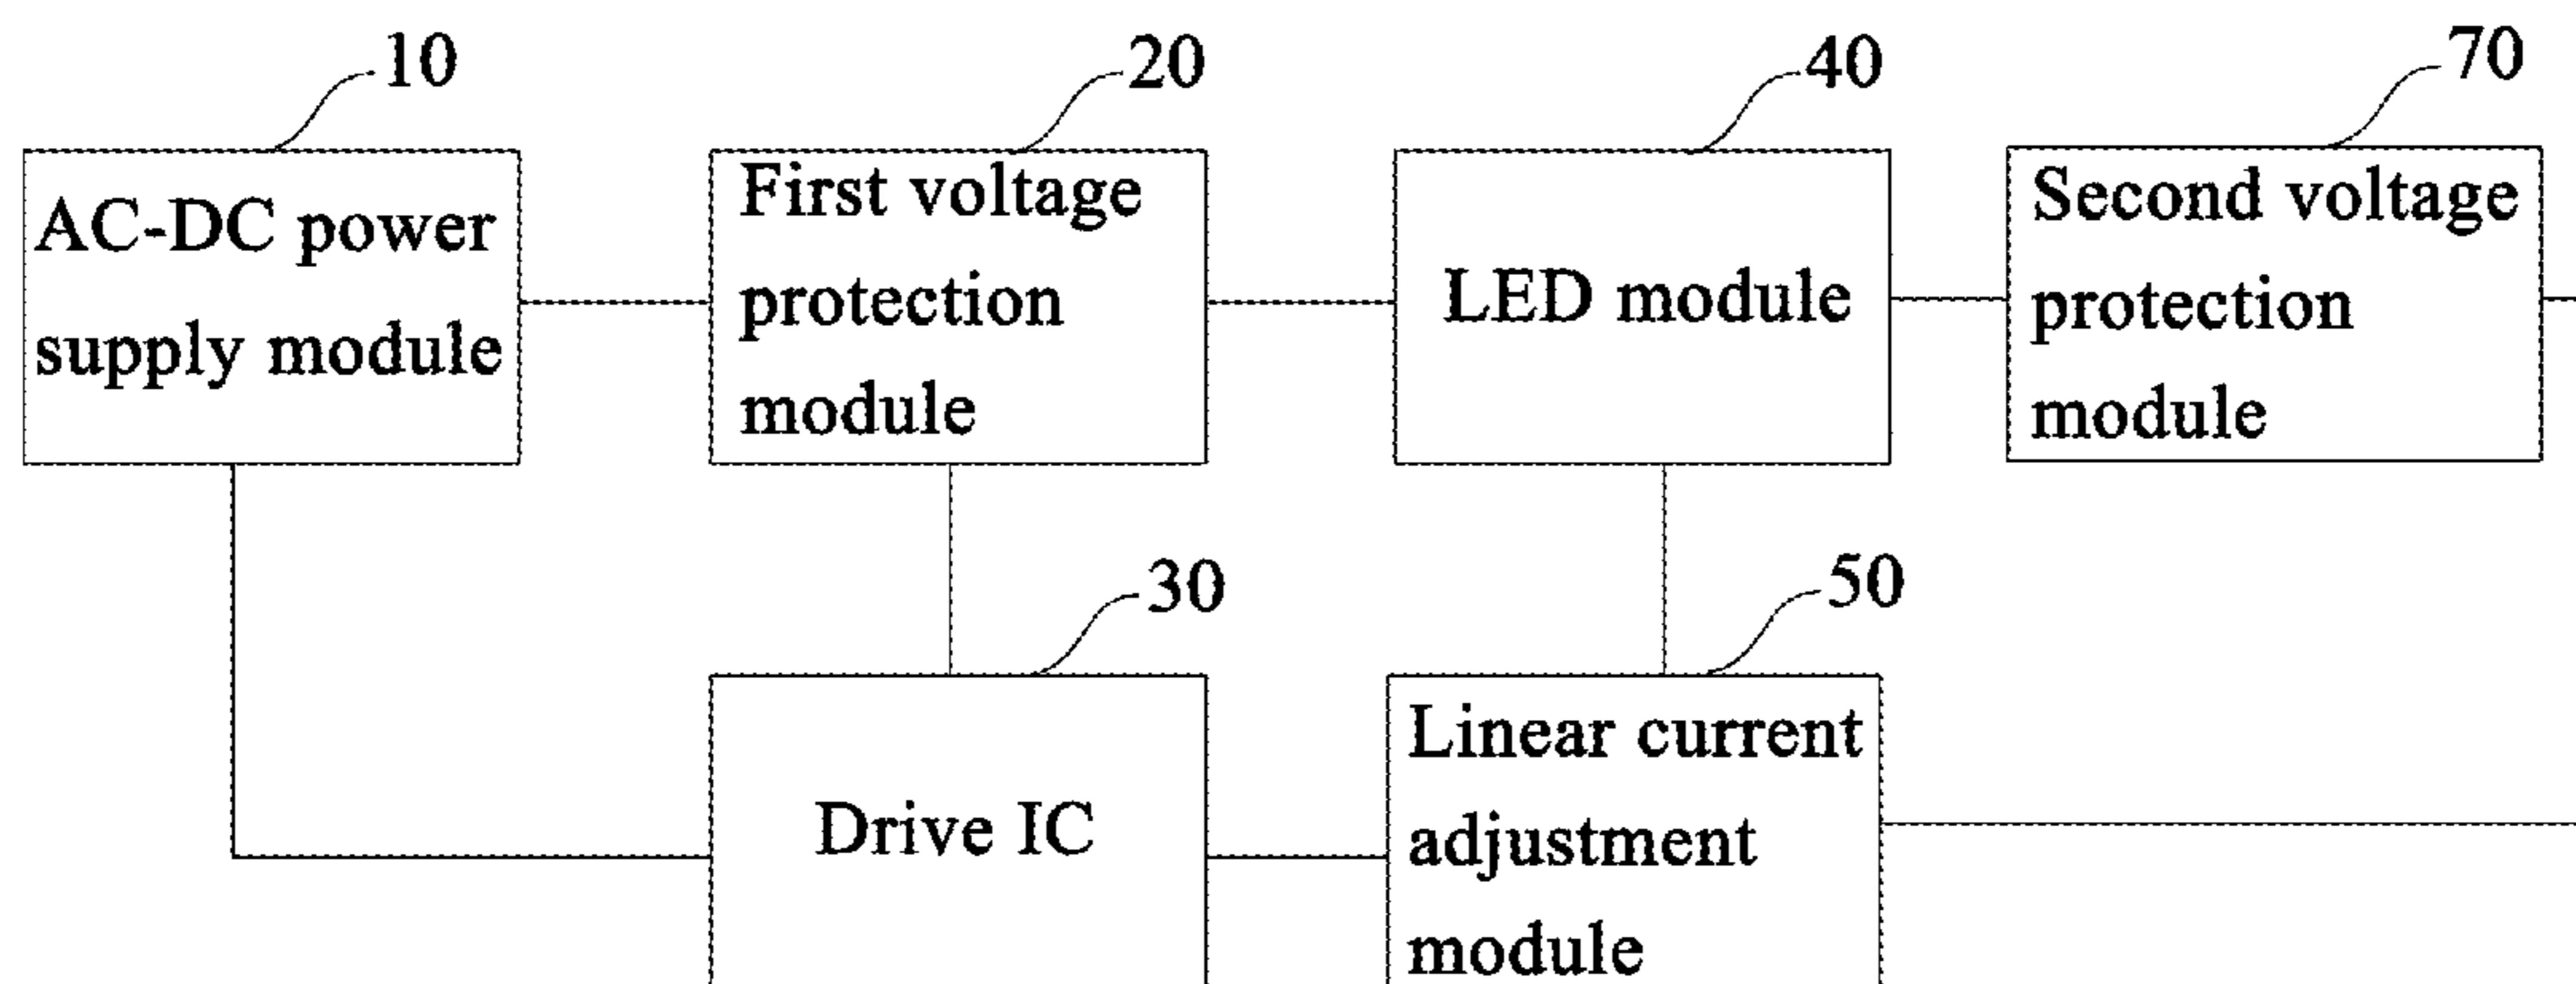 10
20
40
70
AC-DC power
supply module
First voltage
protection
module
LED module
Second voltage
protection
module
30
50
Drive IC
Linear current
adjustment
module